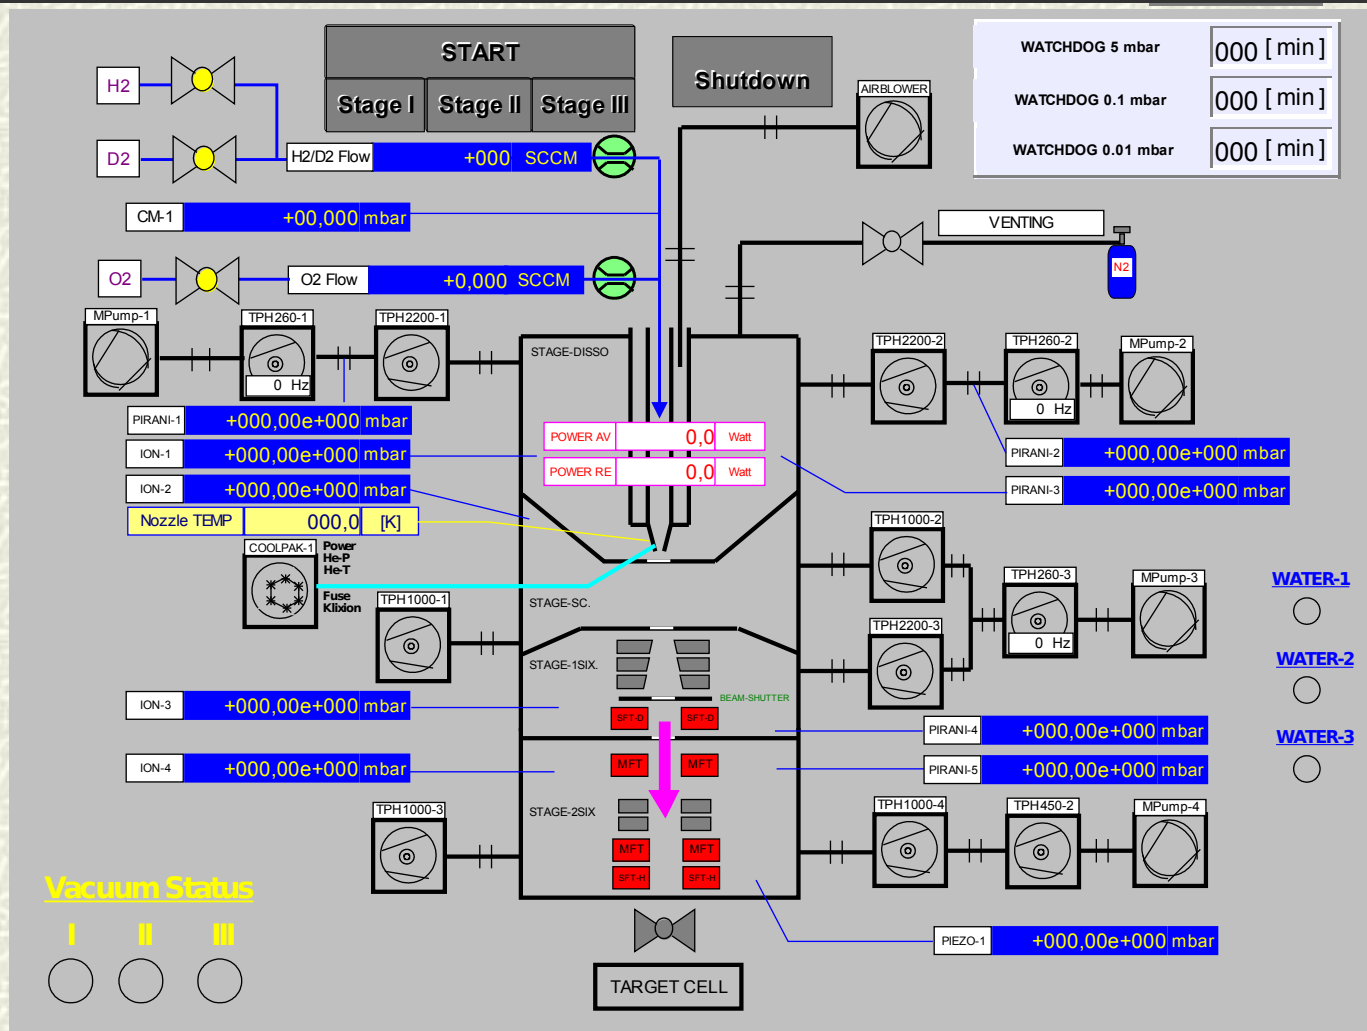 START
Stage I
Stage II
Stage III
Shutdown
AIRBLOWER
WATCHDOG 5 mbar
000 [ min ]
WATCHDOG 0.1 mbar
000 [ min ]
WATCHDOG 0.01 mbar
000 [ min ]
H2
D2
H2/D2 Flow
+000 SCCM
CM-1
+00,000 mbar
O2
O2 Flow
+0,000 SCCM
VENTING
N2
MPump-1
TPH260-1
0 Hz
TPH2200-1
STAGE-DISSO
TPH2200-2
TPH260-2
0 Hz
MPump-2
PIRANI-1
+000,00e+000 mbar
ION-1
+000,00e+000 mbar
ION-2
+000,00e+000 mbar
Nozzle TEMP
000,0 [K]
POWER AV
0,0 Watt
POWER RE
0,0 Watt
PIRANI-2
+000,00e+000 mbar
PIRANI-3
+000,00e+000 mbar
COOLPAK-1
Power
He-P
He-T
Fuse
Klixion
TPH1000-1
STAGE-SC.
TPH1000-2
TPH2200-3
TPH260-3
0 Hz
MPump-3
WATER-1
WATER-2
WATER-3
STAGE-1SIX.
BEAM-SHUTTER
SFT-D
SFT-D
ION-3
+000,00e+000 mbar
PIRANI-4
+000,00e+000 mbar
ION-4
+000,00e+000 mbar
MFT
MFT
PIRANI-5
+000,00e+000 mbar
TPH1000-3
STAGE-2SIX
TPH1000-4
TPH450-2
MPump-4
MFT
MFT
SFT-H
SFT-H
Vacuum Status
I
II
III
PIEZO-1
+000,00e+000 mbar
TARGET CELL